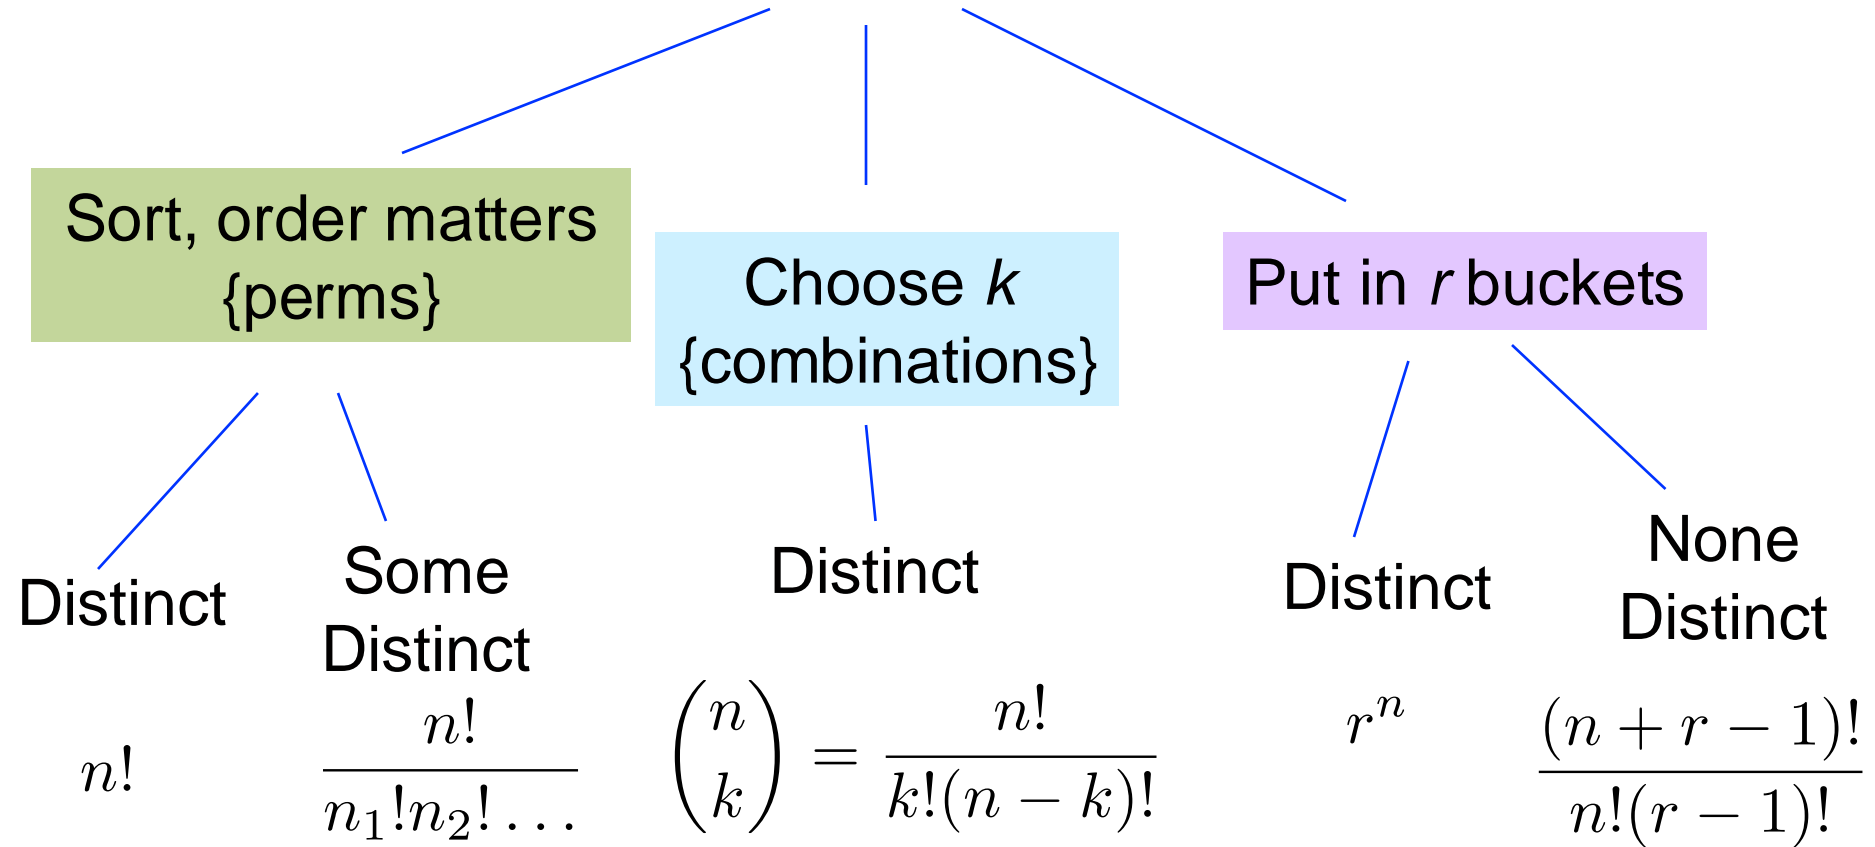 Sort, order matters
{perms}
Choose k
{combinations}
Put in r buckets
Distinct
Some
Distinct
Distinct
Distinct
None
Distinct
n!
n! / n₁!n₂!...
(n k) = n! / k!(n − k)!
rⁿ
(n + r − 1)! / n!(r − 1)!